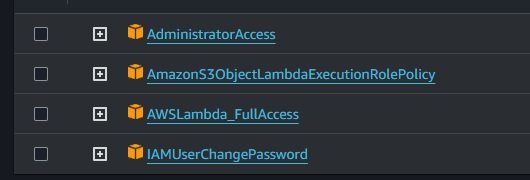 AdministratorAccess
AmazonS3ObjectLambdaExecutionRolePolicy
AWSLambda_FullAccess
IAMUserChangePassword